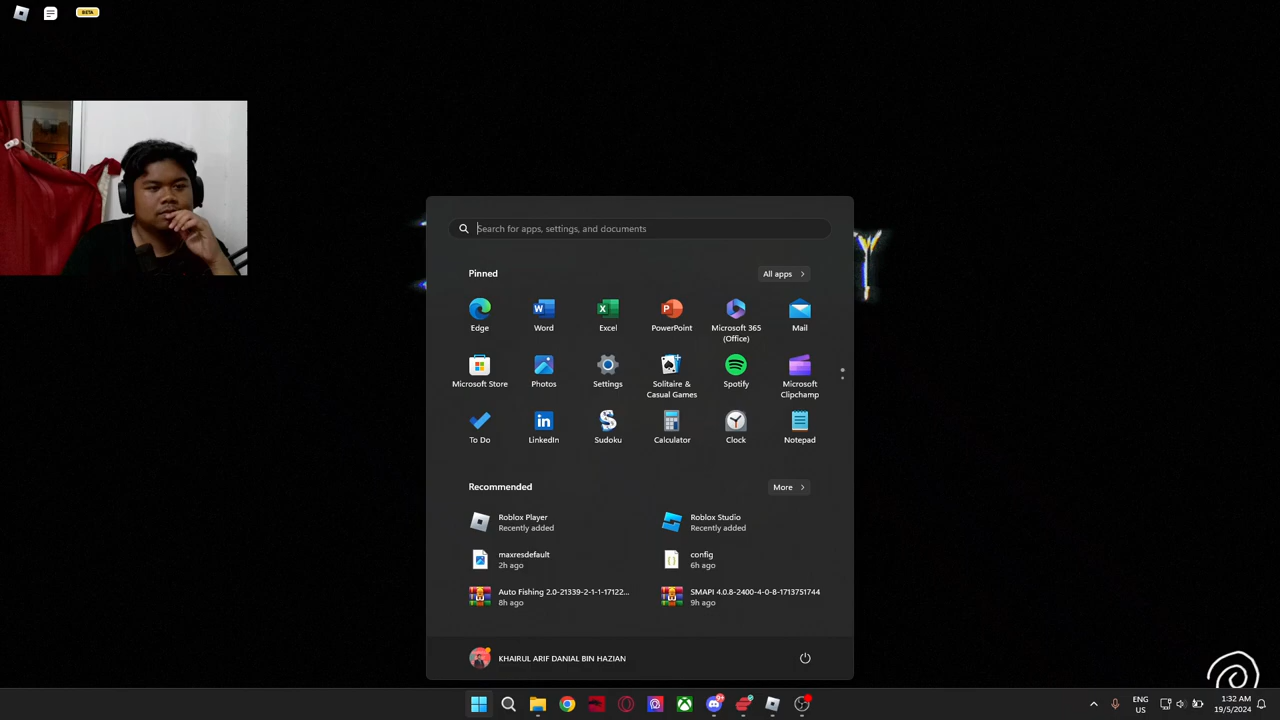 BETA
Search for apps, settings, and documents
Pinned
All apps
Edge
Word
Excel
PowerPoint
Microsoft 365
(Office)
Mail
Microsoft Store
Photos
Settings
Solitaire &
Casual Games
Spotify
Microsoft
Clipchamp
To Do
LinkedIn
Sudoku
Calculator
Clock
Notepad
Recommended
More
Roblox Player
Recently added
Roblox Studio
Recently added
maxresdefault
2h ago
config
6h ago
Auto Fishing 2.0-21339-2-1-1-17122...
8h ago
SMAPI 4.0.8-2400-4-0-8-1713751744
9h ago
KHAIRUL ARIF DANIAL BIN HAZIAN
ENG
US
1:32 AM
19/5/2024